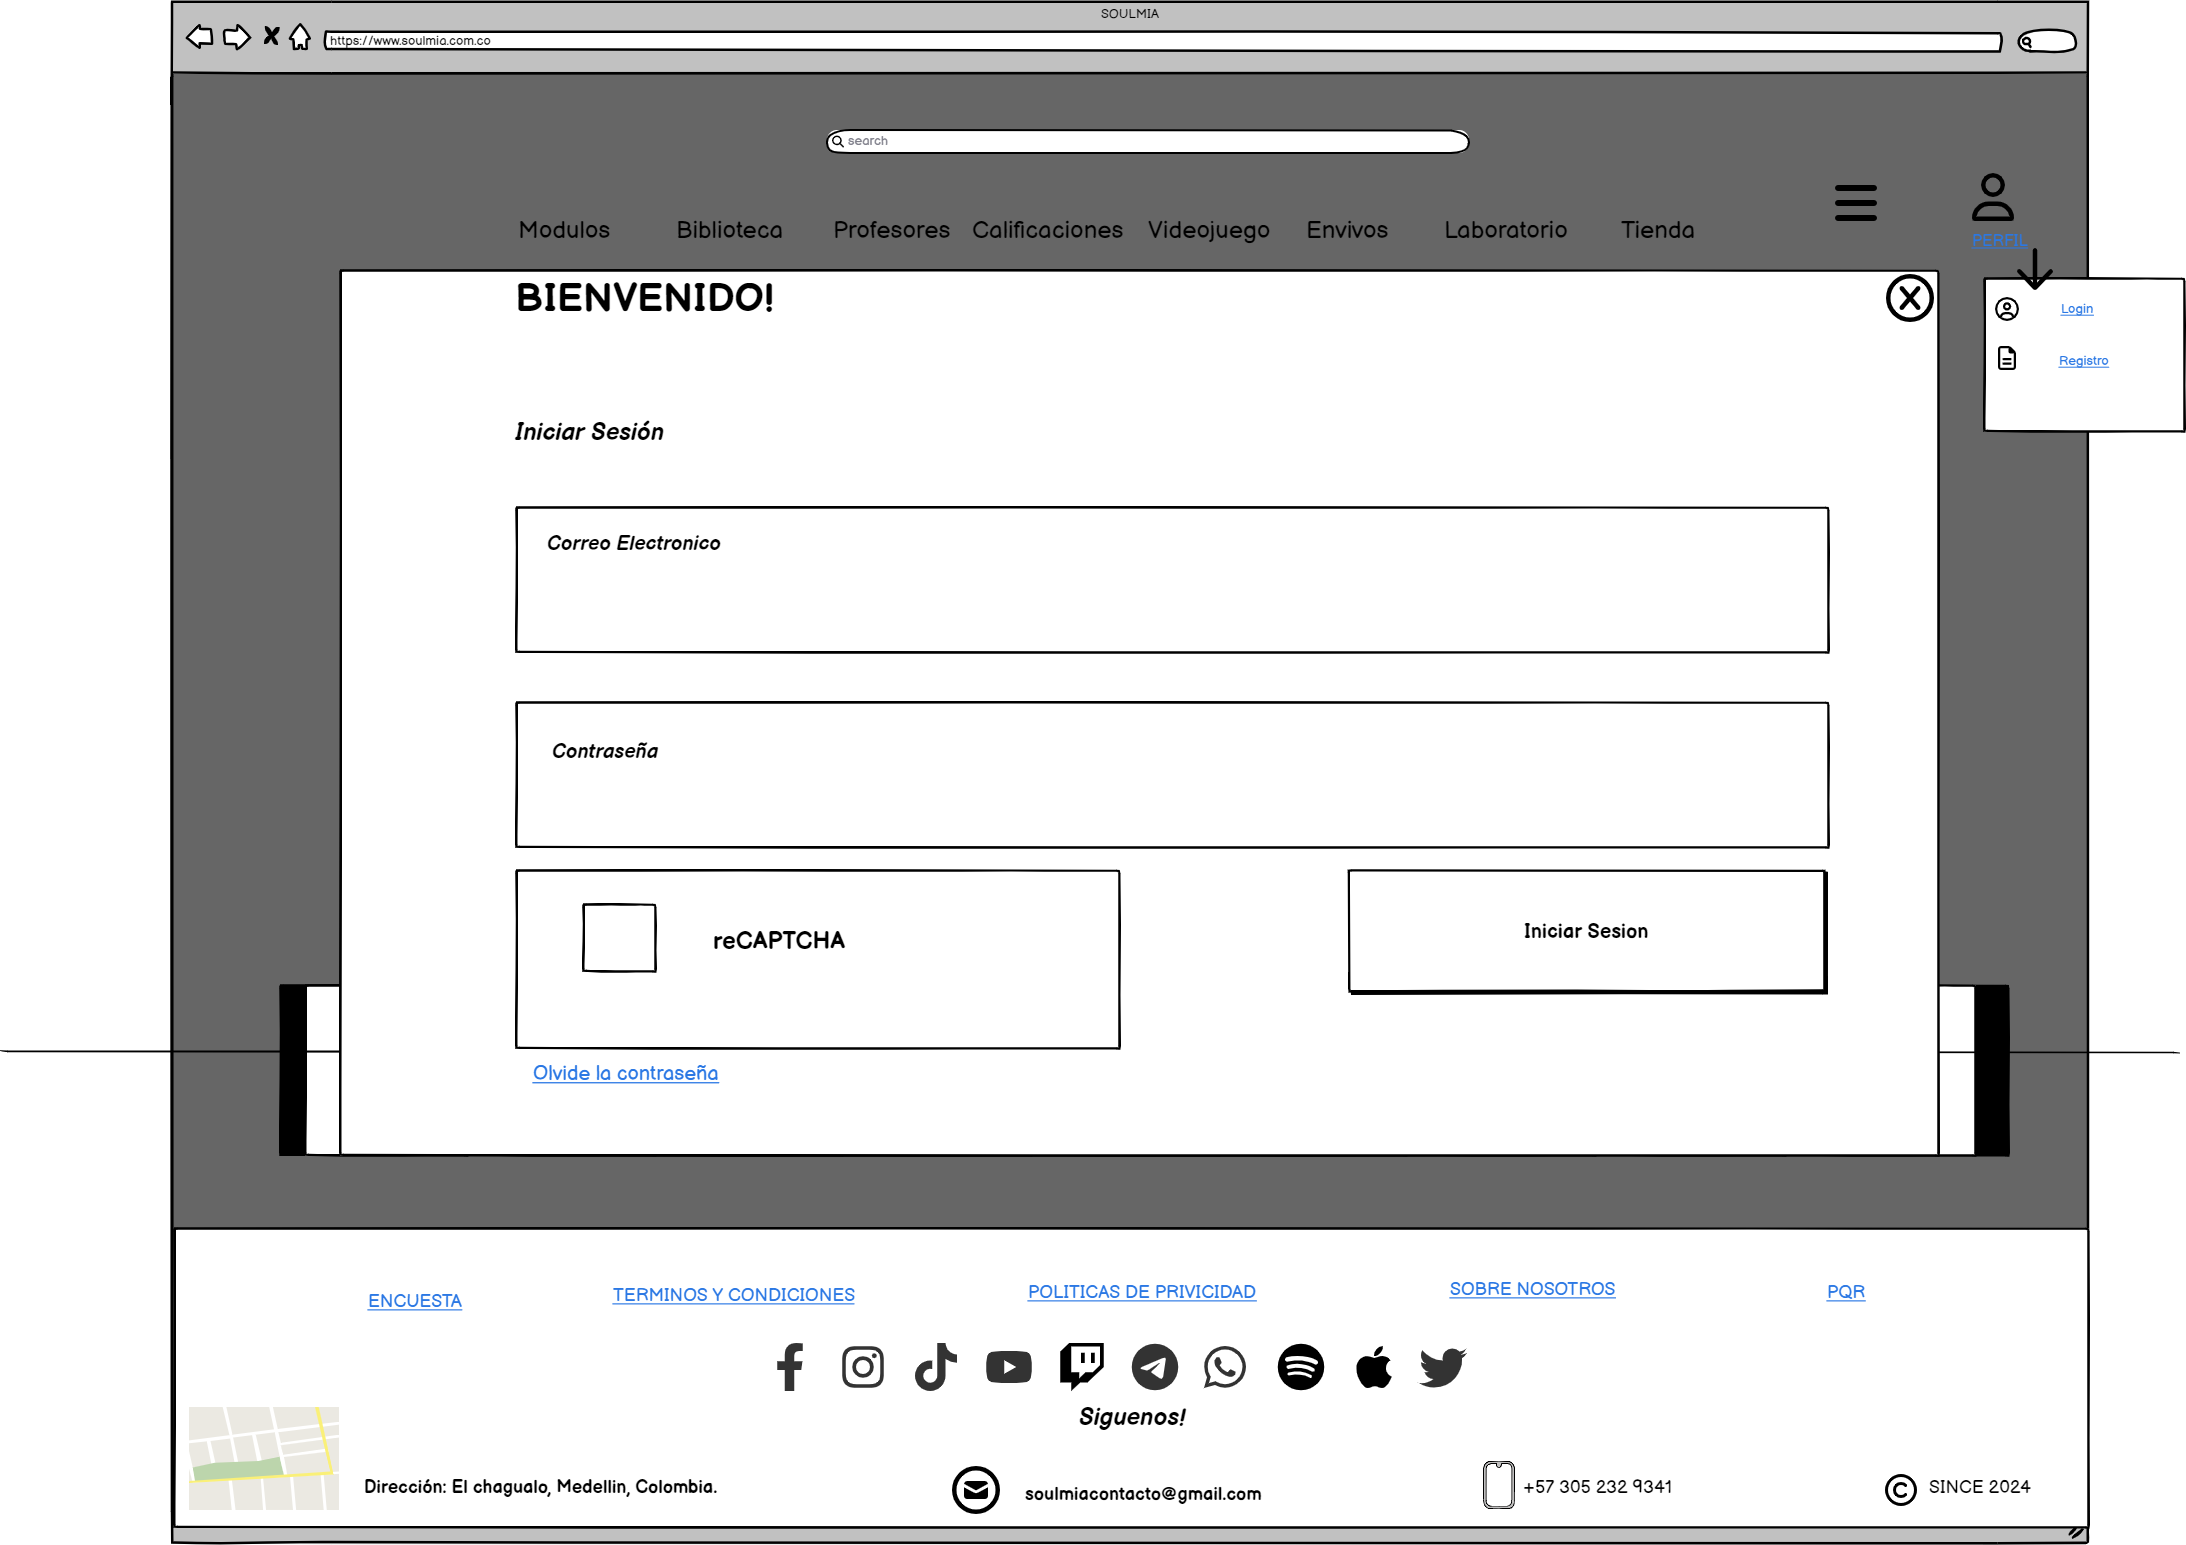 SOULMIA
https://www.soulmia.com.co
search
Modulos Biblioteca Profesores Calificaciones Videojuego Envivos Laboratorio Tienda
PERFIL
Login
Registro
BIENVENIDO!
Iniciar Sesión
Correo Electronico
Contraseña
reCAPTCHA
Iniciar Sesion
Olvide la contraseña
ENCUESTA TERMINOS Y CONDICIONES POLITICAS DE PRIVICIDAD SOBRE NOSOTROS PQR
Siguenos!
Dirección: El chagualo, Medellin, Colombia. soulmiacontacto@gmail.com +57 305 232 9341 SINCE 2024